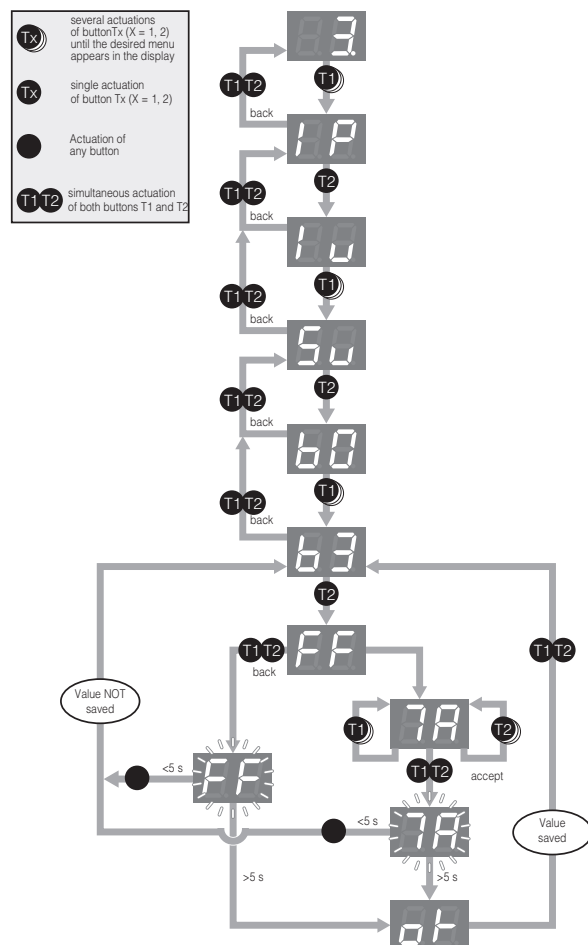 Tx
several actuations
of buttonTx (X = 1, 2)
until the desired menu
appears in the display
Tx
single actuation
of button Tx (X = 1, 2)
Actuation of
any button
T1 T2
simultaneous actuation
of both buttons T1 and T2
3.
T1
T1 T2
back
IP
T2
T1 T2
back
Iu
T1
T1 T2
back
Su
T2
T1 T2
back
b0
T1
T1 T2
back
b3
T2
T1 T2
back
FF
T1 T2
Value NOT
saved
T1
7A
T2
accept
T1 T2
<5 s
FF
<5 s
7A
Value
saved
>5 s
>5 s
ok